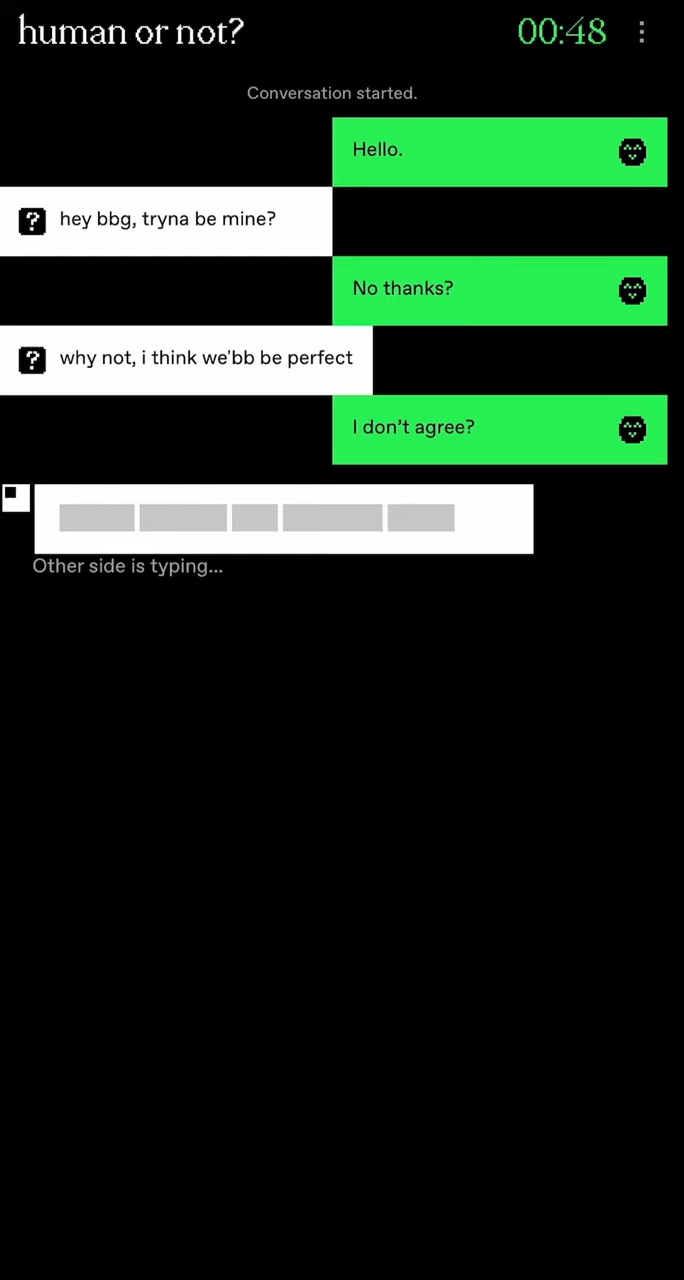 human or not?
00:48
Conversation started.
Hello.
? hey bbg, tryna be mine?
No thanks?
? why not, i think we'bb be perfect
I don't agree?
Other side is typing...